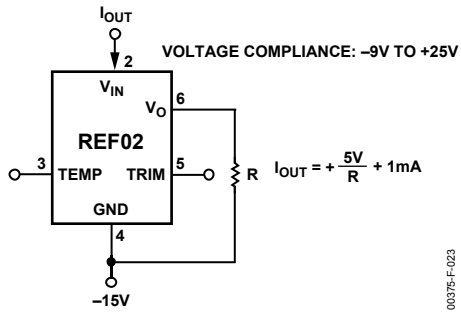 IOUT
VOLTAGE COMPLIANCE: –9V TO +25V
2
VIN
VO
6
REF02
3
TEMP
TRIM
5
R
IOUT = + 5V/R + 1mA
GND
4
–15V
00375-F-023